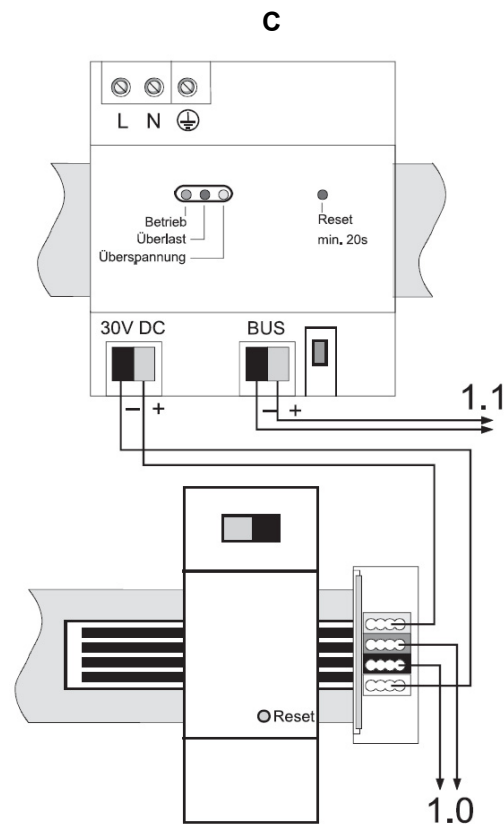 C
L N
Betrieb
Überlast
Überspannung
Reset
min. 20s
30V DC
BUS
– +
– +
1.1
Reset
1.0